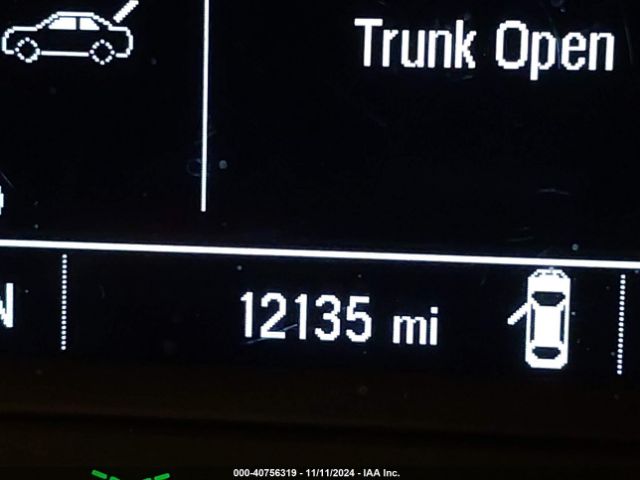 Trunk Open
N
12135 mi
000-40756319 - 11/11/2024 - IAA Inc.